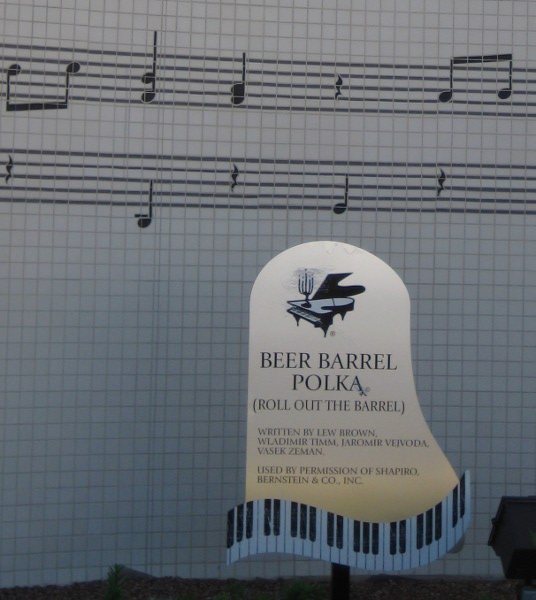 BEER BARREL
POLKA
(ROLL OUT THE BARREL)
WRITTEN BY LEW BROWN,
WLADIMIR TIMM, JAROMIR VEJVODA,
VASEK ZEMAN.
USED BY PERMISSION OF SHAPIRO,
BERNSTEIN & CO., INC.